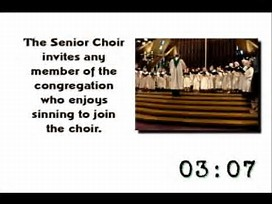 The Senior Choir
invites any
member of the
congregation
who enjoys
sinning to join
the choir.
03:07